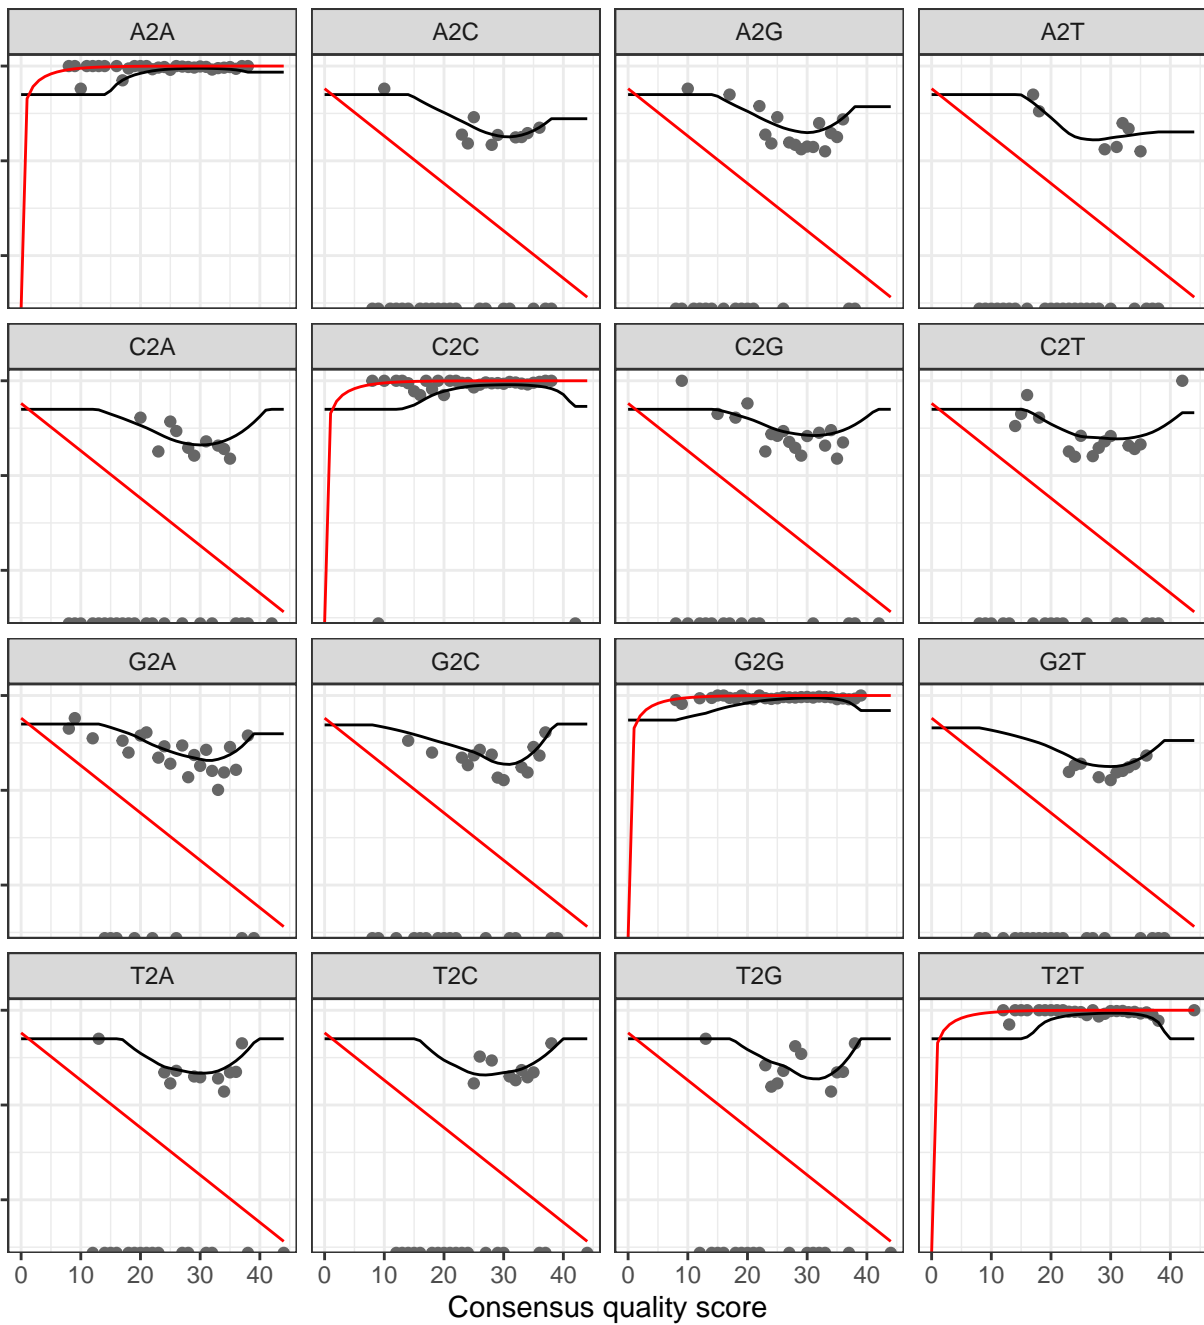 A2A A2C A2G A2T
C2A C2C C2G C2T
G2A G2C G2G G2T
T2A T2C T2G T2T
0 10 20 30 40 0 10 20 30 40 0 10 20 30 40 0 10 20 30 40
Consensus quality score